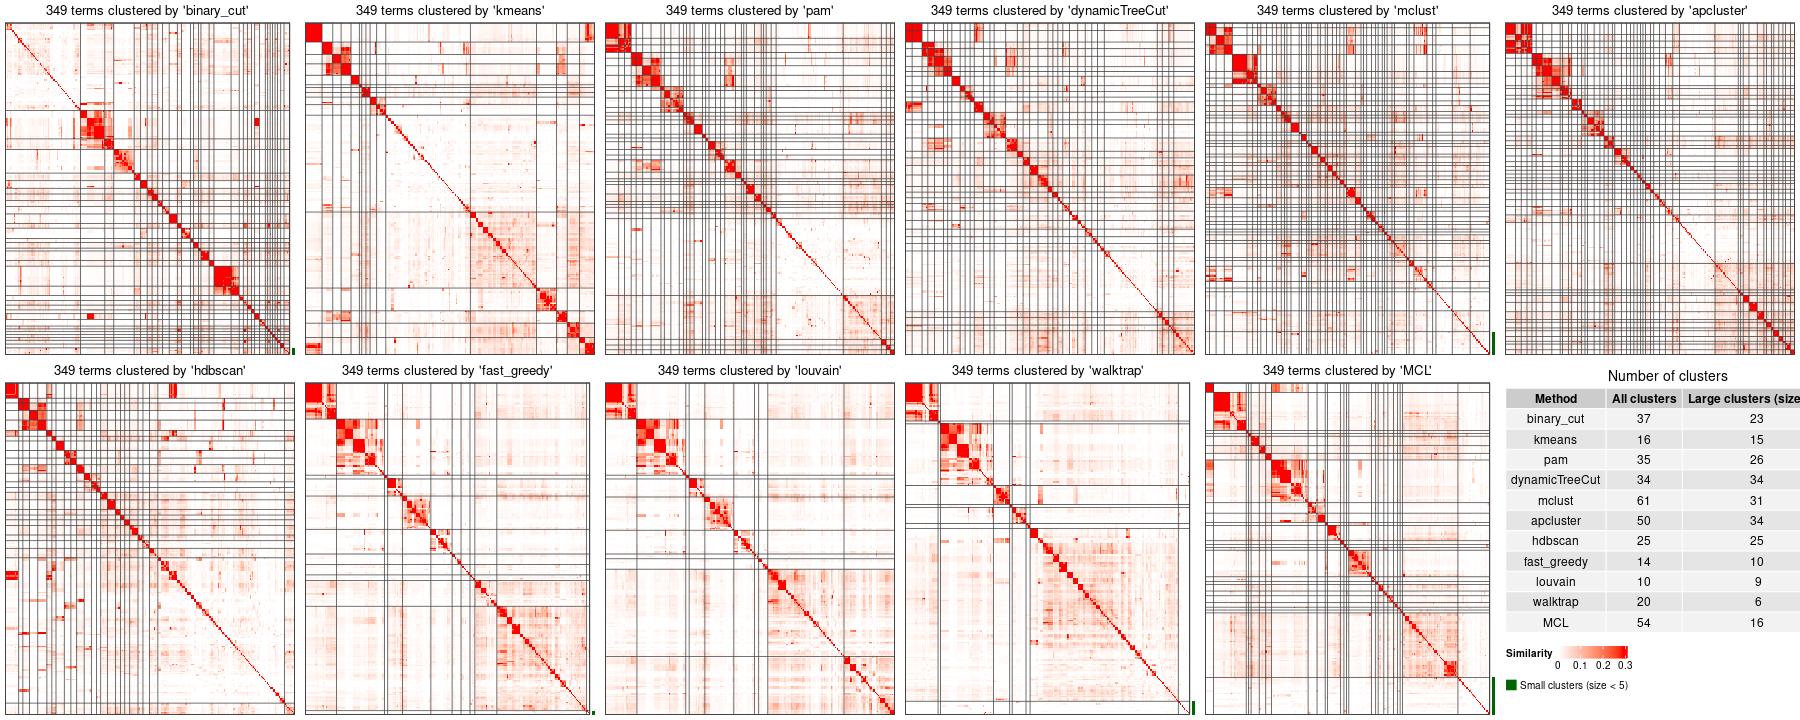 349 terms clustered by 'binary_cut'
349 terms clustered by 'kmeans'
349 terms clustered by 'pam'
349 terms clustered by 'dynamicTreeCut'
349 terms clustered by 'mclust'
349 terms clustered by 'apcluster'
349 terms clustered by 'hdbscan'
349 terms clustered by 'fast_greedy'
349 terms clustered by 'louvain'
349 terms clustered by 'walktrap'
349 terms clustered by 'MCL'
Number of clusters
Method All clusters Large clusters (size
binary_cut 37 23
kmeans 16 15
pam 35 26
dynamicTreeCut 34 34
mclust 61 31
apcluster 50 34
hdbscan 25 25
fast_greedy 14 10
louvain 10 9
walktrap 20 6
MCL 54 16
Similarity
0 0.1 0.2 0.3
Small clusters (size < 5)